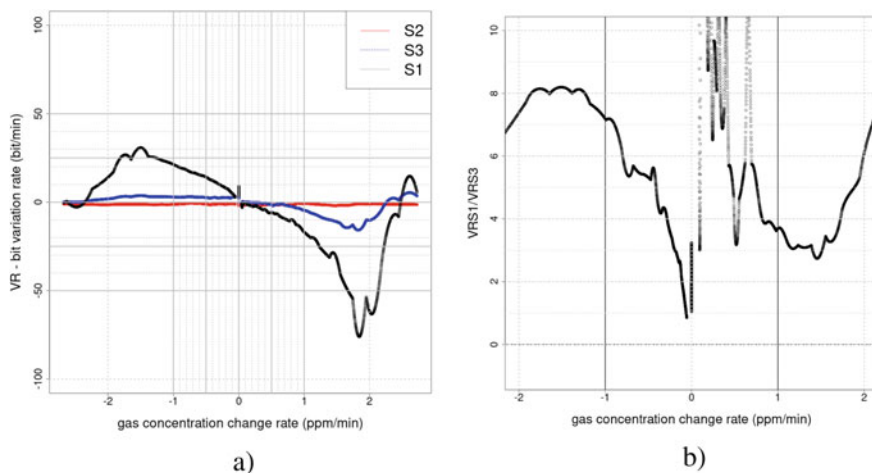 100
50
0
-50
-100
VR - bit variation rate (bit/min)
S2
S3
S1
-1 0 1 2
gas concentration change rate (ppm/min)
a)
10
8
6
4
2
0
VRS1/VRS3
-2 -1 0 1 2
gas concentration change rate (ppm/min)
b)